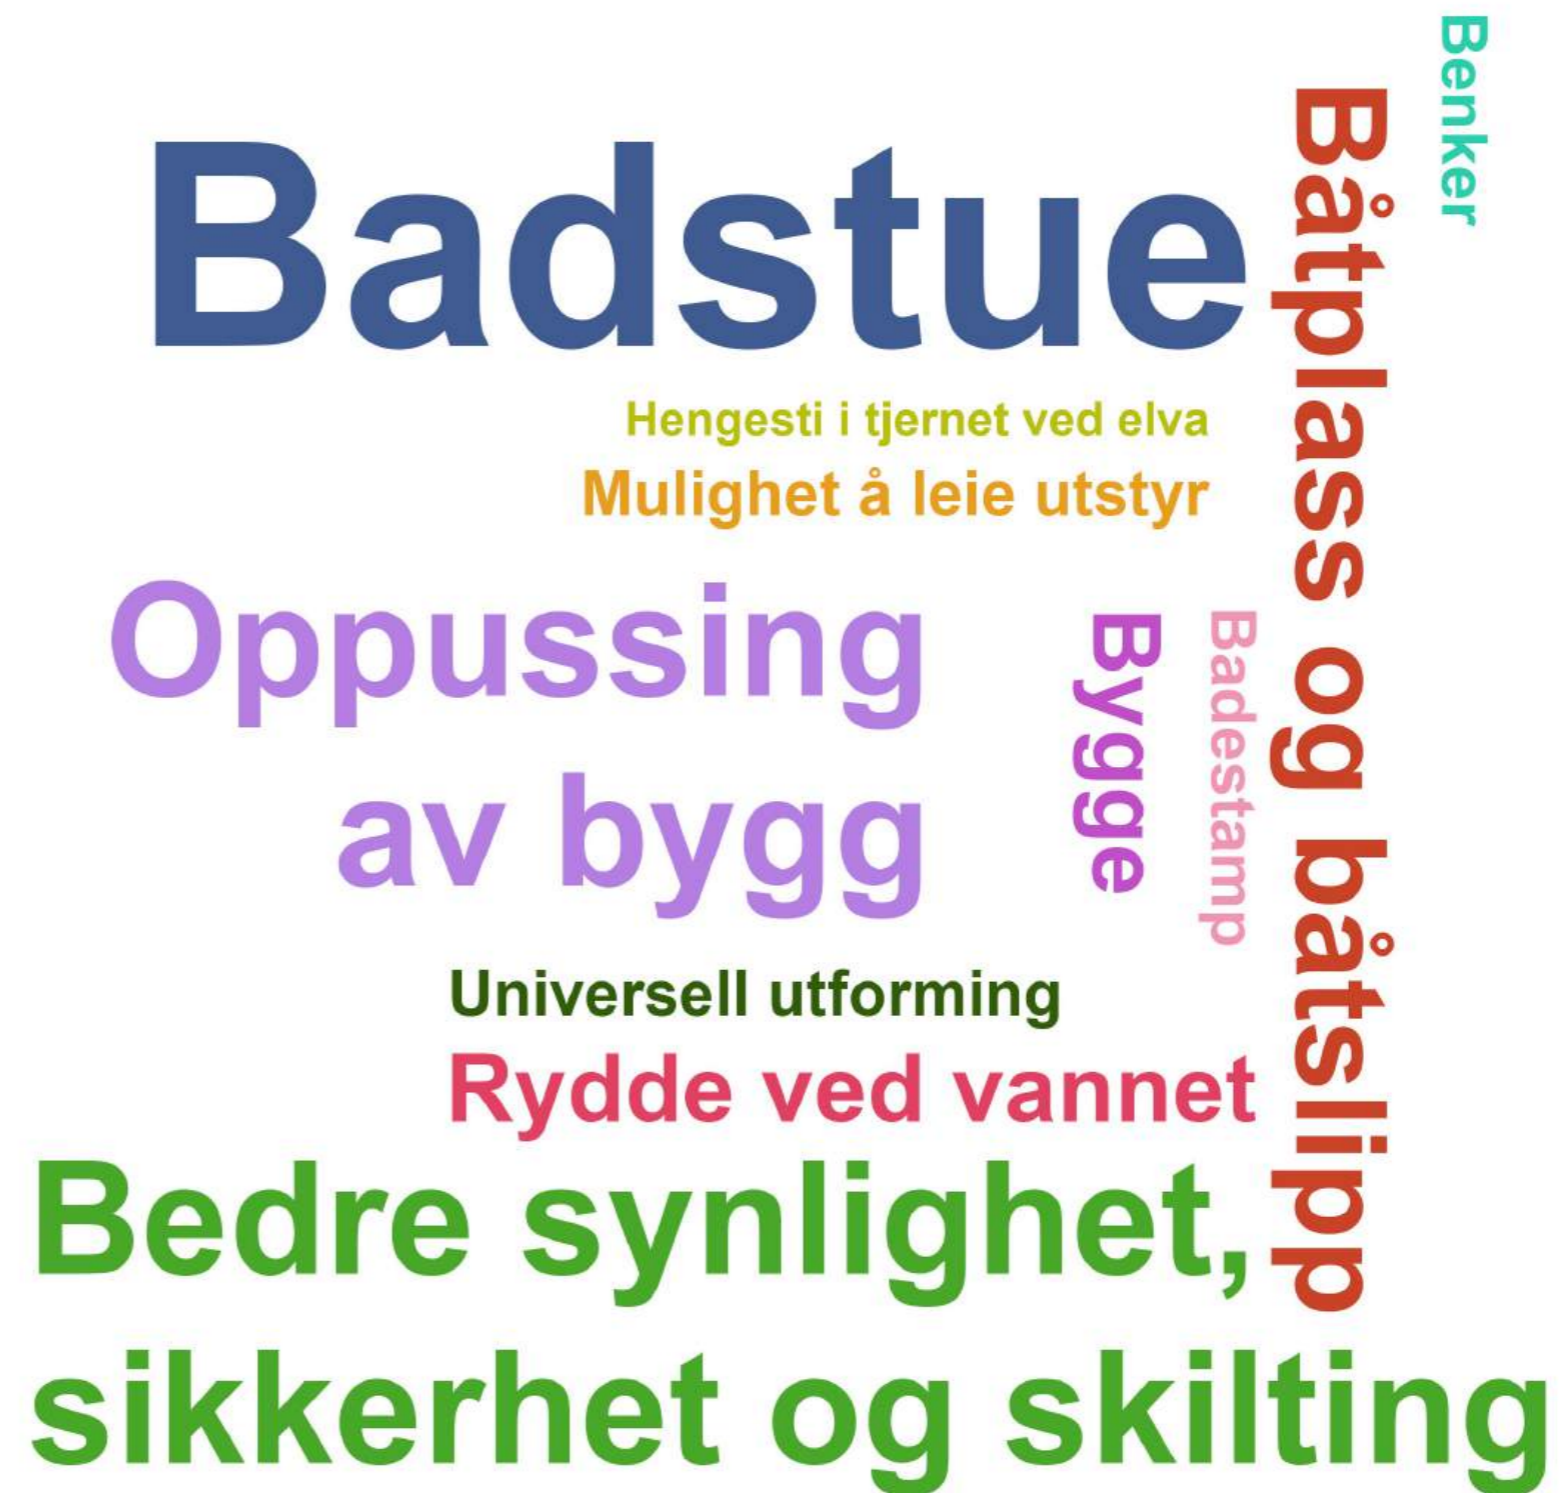 Benker
Båtplass og båtslipp
Badstue
Hengesti i tjernet ved elva
Mulighet å leie utstyr
Oppussing
av bygg
Bygge
Badestamp
Universell utforming
Rydde ved vannet
Bedre synlighet,
sikkerhet og skilting